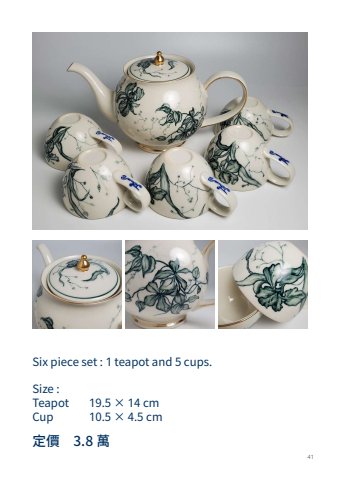 Six piece set : 1 teapot and 5 cups.
Size :
Teapot 19.5 × 14 cm
Cup 10.5 × 4.5 cm
定價 3.8 萬
41